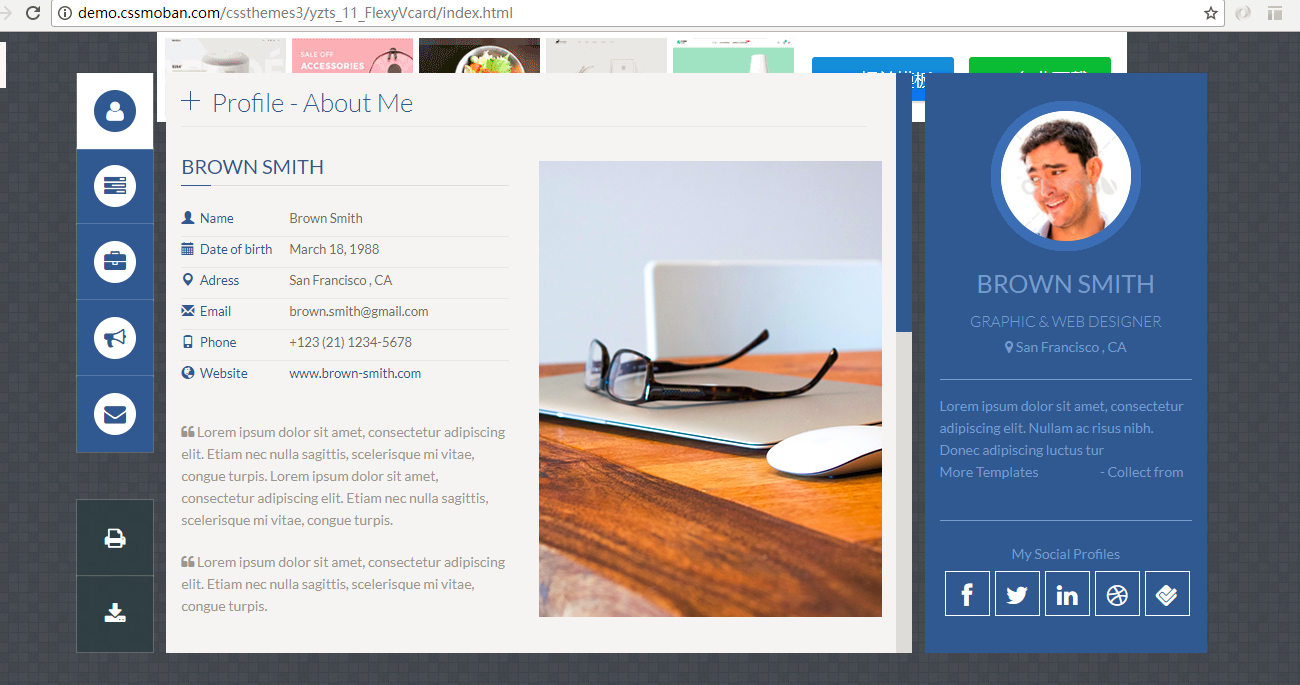 demo.cssmoban.com/cssthemes3/yzts_11_FlexyVcard/index.html
SALE OFF
ACCESSORIES
Profile - About Me
BROWN SMITH
Name Brown Smith
Date of birth March 18, 1988
Adress San Francisco , CA
Email brown.smith@gmail.com
Phone +123 (21) 1234-5678
Website www.brown-smith.com
Lorem ipsum dolor sit amet, consectetur adipiscing
elit. Etiam nec nulla sagittis, scelerisque mi vitae,
congue turpis. Lorem ipsum dolor sit amet,
consectetur adipiscing elit. Etiam nec nulla sagittis,
scelerisque mi vitae, congue turpis.
Lorem ipsum dolor sit amet, consectetur adipiscing
elit. Etiam nec nulla sagittis, scelerisque mi vitae,
congue turpis.
BROWN SMITH
GRAPHIC & WEB DESIGNER
San Francisco , CA
Lorem ipsum dolor sit amet, consectetur
adipiscing elit. Nullam ac risus nibh.
Donec adipiscing luctus tur
More Templates - Collect from
My Social Profiles